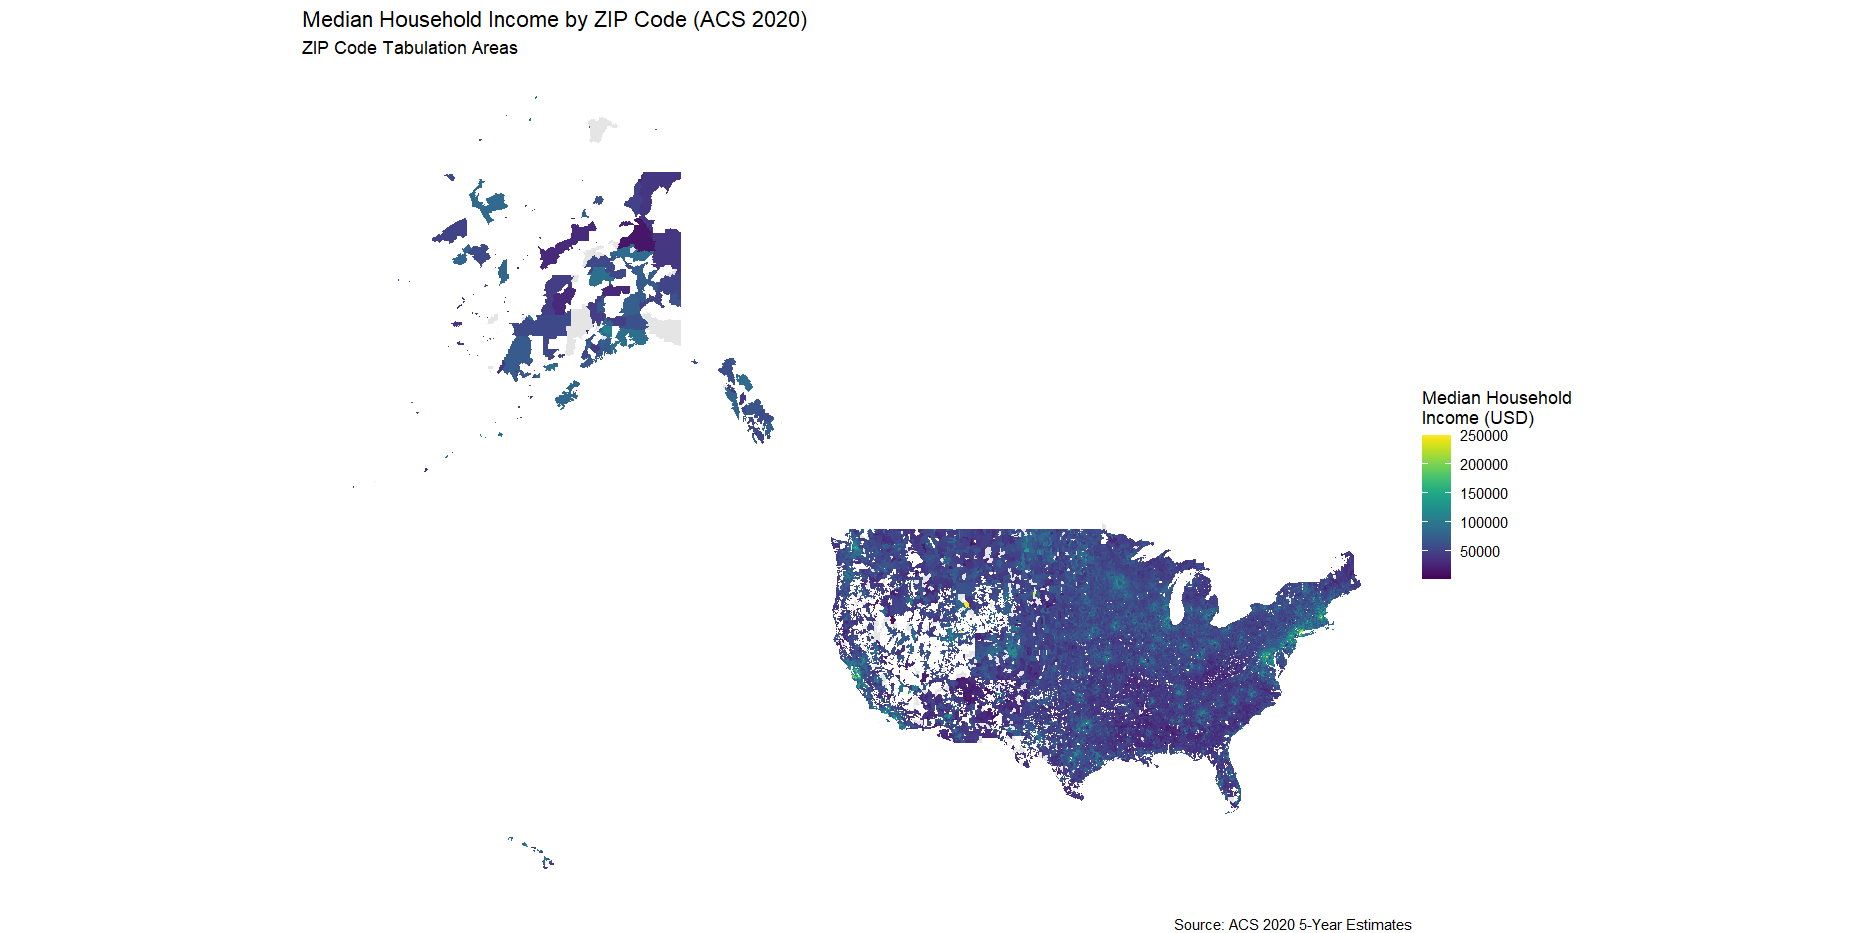 Median Household Income by ZIP Code (ACS 2020)
ZIP Code Tabulation Areas
Median Household
Income (USD)
250000
200000
150000
100000
50000
Source: ACS 2020 5-Year Estimates